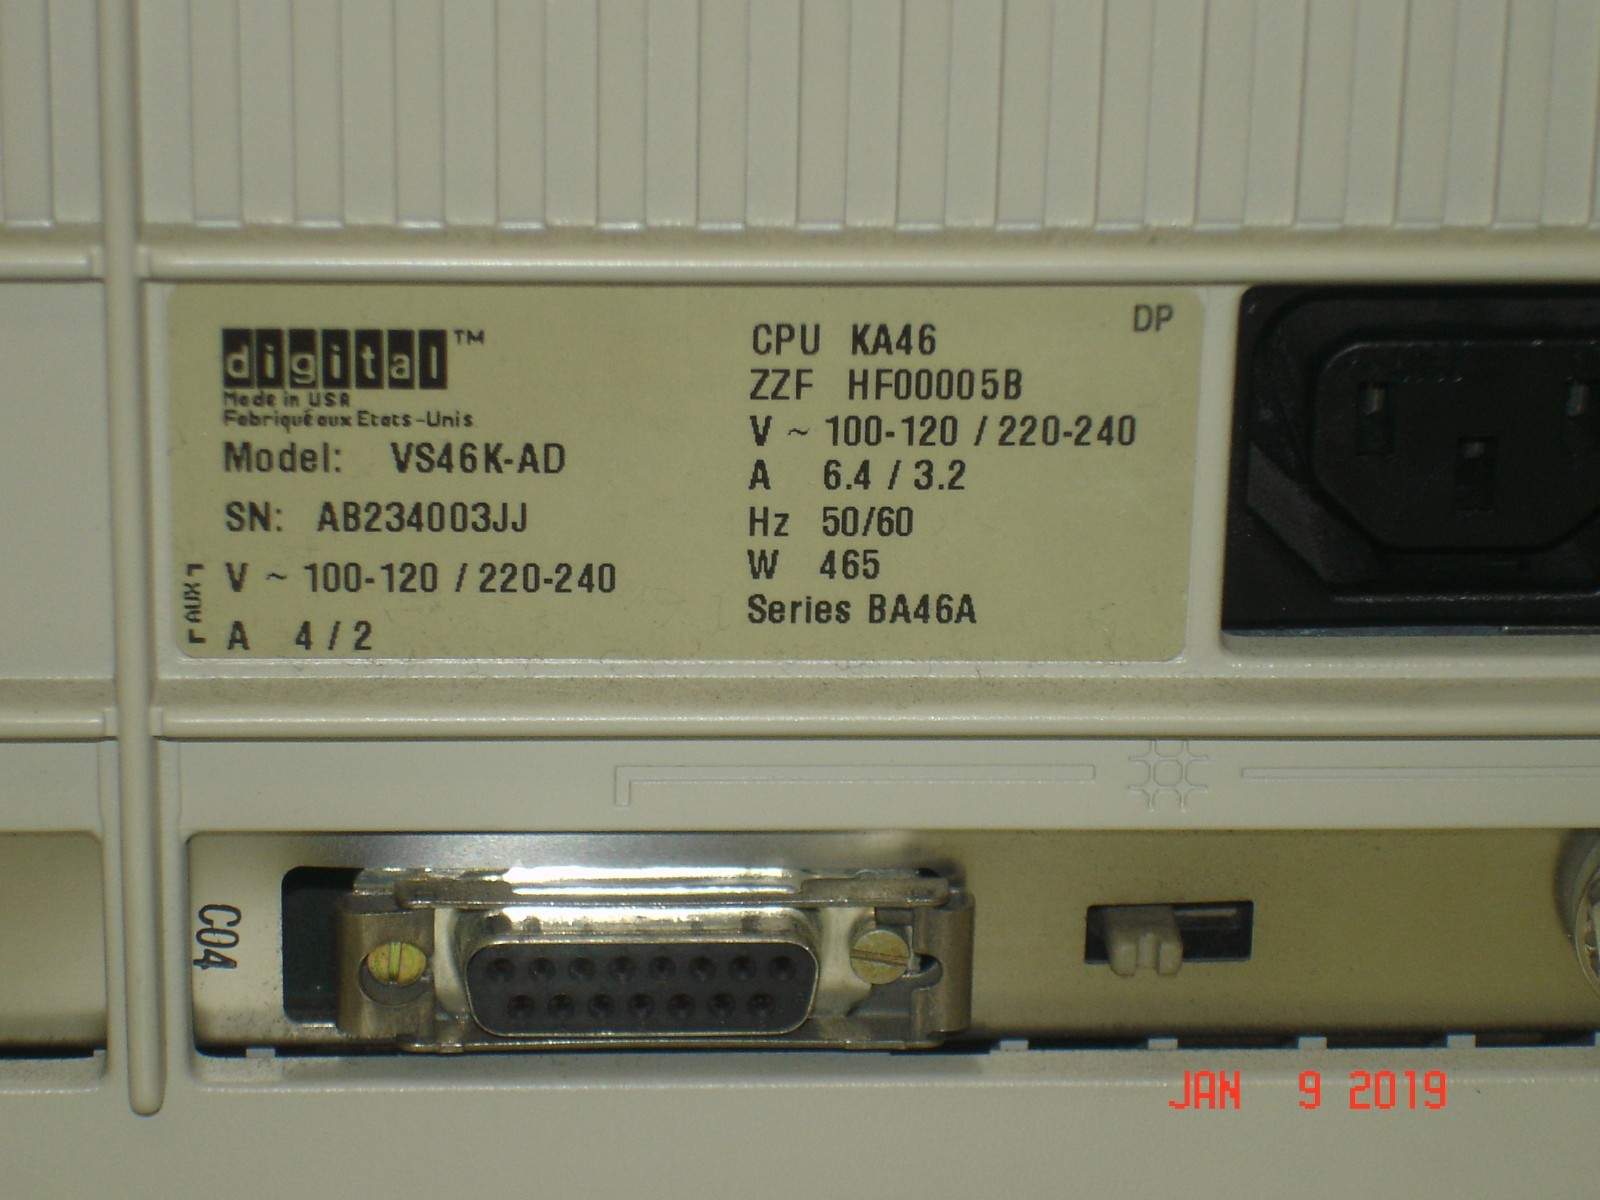 digital™
Made in USA
Fabriqué aux Etats-Unis
Model: VS46K-AD
SN: AB234003JJ
AUX
V ~ 100-120 / 220-240
A 4 / 2
DP
CPU KA46
ZZF HF00005B
V ~ 100-120 / 220-240
A 6.4 / 3.2
Hz 50/60
W 465
Series BA46A
C04
JAN 9 2019